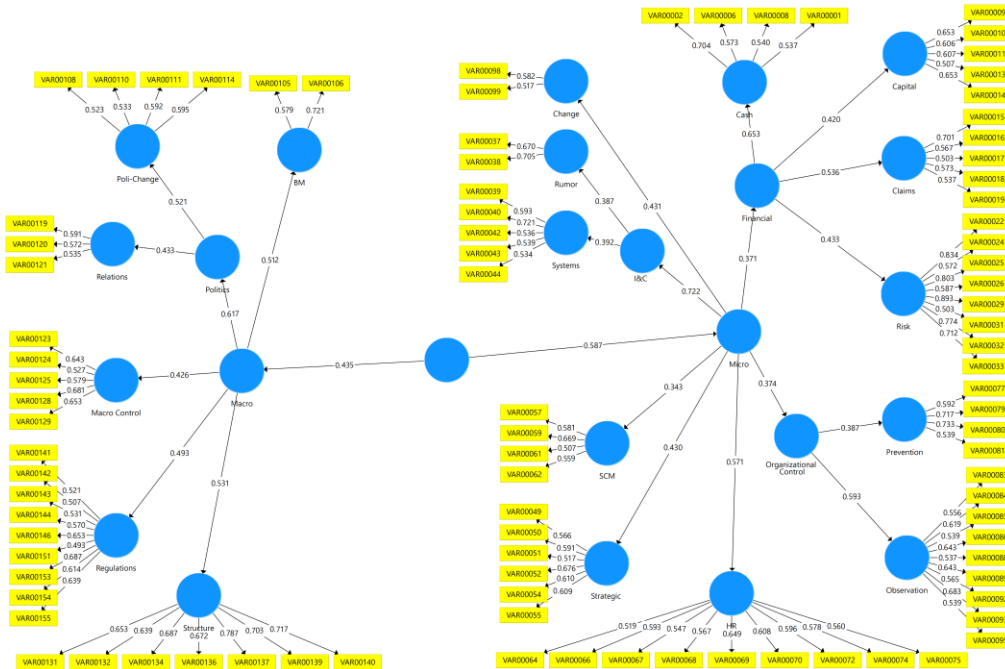 VAR00002 VAR00006 VAR00008 VAR00001
0.704 0.573 0.540 0.537
Cash
VAR00009
VAR00010
VAR00011
VAR00013
VAR00014
0.653
0.606
0.607
0.507
0.653
Capital
VAR00015
VAR00016
VAR00017
VAR00018
VAR00019
0.701
0.567
0.503
0.573
0.537
Claims
VAR00022
VAR00024
VAR00025
VAR00026
VAR00029
VAR00031
VAR00032
VAR00033
0.834
0.572
0.803
0.587
0.893
0.503
0.774
0.712
Risk
0.653
0.420
0.536
0.433
Financial
0.371
VAR00108 VAR00110 VAR00111 VAR00114
0.523 0.533 0.592 0.595
Poli-Change
VAR00105 VAR00106
0.579 0.721
BM
VAR00119
VAR00120
VAR00121
0.591
0.572
0.535
Relations
0.521
0.433
Politics
0.617
0.512
VAR00098
VAR00099
0.582
0.517
Change
VAR00037
VAR00038
0.670
0.705
Rumor
VAR00039
VAR00040
VAR00042
VAR00043
VAR00044
0.593
0.721
0.536
0.539
0.534
Systems
0.387
0.392
I&C
0.431
0.722
Micro
0.587
0.435
Macro
VAR00123
VAR00124
VAR00125
VAR00128
VAR00129
0.643
0.527
0.579
0.681
0.653
Macro Control
0.426
0.493
0.531
VAR00141
VAR00142
VAR00143
VAR00144
VAR00146
VAR00151
VAR00153
VAR00154
VAR00155
0.521
0.507
0.531
0.570
0.653
0.493
0.687
0.614
0.639
Regulations
Structure
0.653 0.639 0.687 0.672 0.787 0.703 0.717
VAR00131 VAR00132 VAR00134 VAR00136 VAR00137 VAR00139 VAR00140
VAR00057
VAR00059
VAR00061
VAR00062
0.581
0.669
0.507
0.559
SCM
0.343
0.430
0.571
0.374
VAR00049
VAR00050
VAR00051
VAR00052
VAR00054
VAR00055
0.566
0.591
0.517
0.676
0.610
0.609
Strategic
HR
0.519 0.593 0.547 0.567 0.649 0.608 0.596 0.578 0.560
VAR00064 VAR00066 VAR00067 VAR00068 VAR00069 VAR00070 VAR00072 VAR00074 VAR00075
Organizational
Control
0.387
0.593
VAR00077
VAR00079
VAR00080
VAR00081
0.592
0.717
0.733
0.539
Prevention
0.556
0.619
0.539
0.643
0.537
0.643
0.565
0.683
0.539
Observation